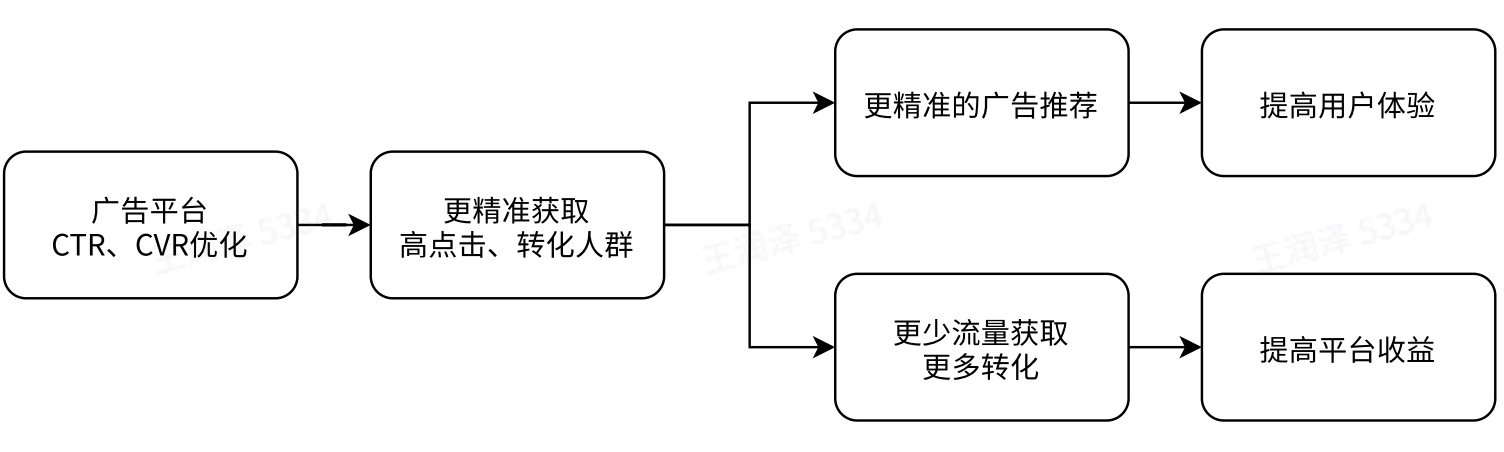 广告平台
CTR、CVR优化
更精准获取
高点击、转化人群
更精准的广告推荐
提高用户体验
更少流量获取
更多转化
提高平台收益
王润泽 5334
王润泽 5334
王润泽 5334